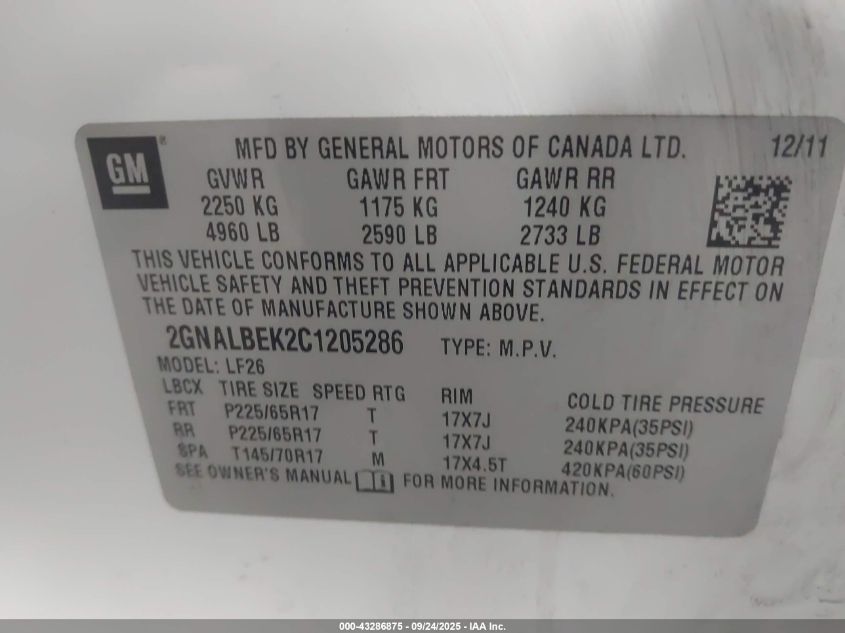 GM ® MFD BY GENERAL MOTORS OF CANADA LTD. 12/11
GVWR GAWR FRT GAWR RR
2250 KG 1175 KG 1240 KG
4960 LB 2590 LB 2733 LB
THIS VEHICLE CONFORMS TO ALL APPLICABLE U.S. FEDERAL MOTOR
VEHICLE SAFETY AND THEFT PREVENTION STANDARDS IN EFFECT ON
THE DATE OF MANUFACTURE SHOWN ABOVE.
2GNALBEK2C1205286 TYPE: M.P.V.
MODEL: LF26
LBCX TIRE SIZE SPEED RTG RIM COLD TIRE PRESSURE
FRT P225/65R17 T 17X7J 240KPA(35PSI)
RR P225/65R17 T 17X7J 240KPA(35PSI)
SPA T145/70R17 M 17X4.5T 420KPA(60PSI)
SEE OWNER'S MANUAL FOR MORE INFORMATION.
000-43286875 - 09/24/2025 - IAA Inc.